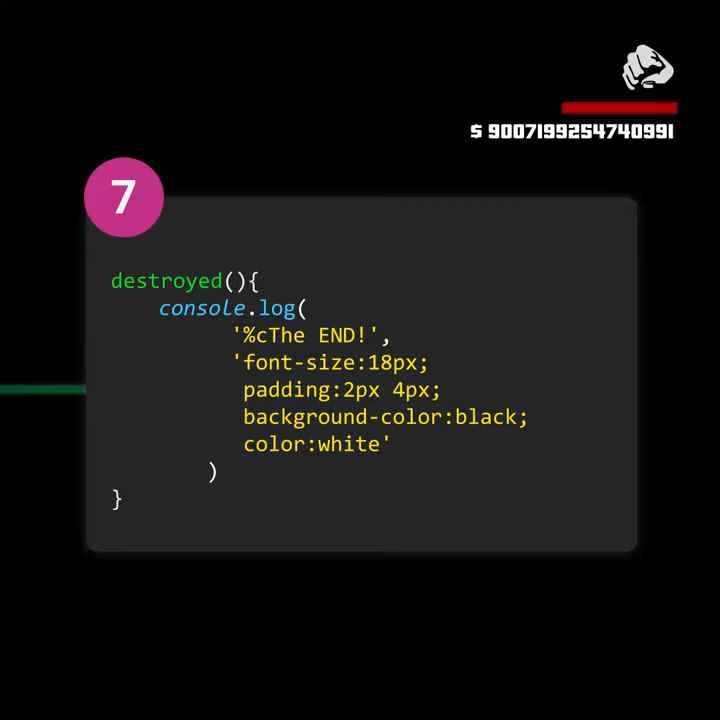 $ 9007199254740991
7
destroyed(){
console.log(
'%cThe END!',
'font-size:18px;
padding:2px 4px;
background-color:black;
color:white'
)
}